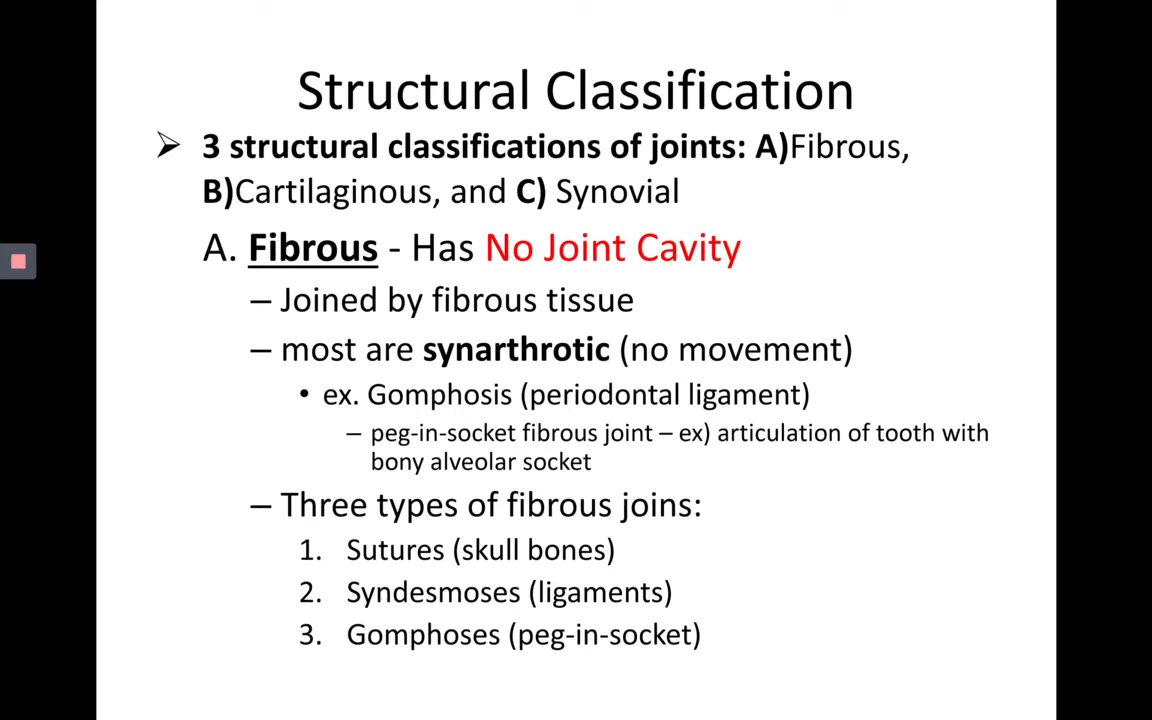 Structural Classification
➢ 3 structural classifications of joints: A)Fibrous,
B)Cartilaginous, and C) Synovial
A. Fibrous - Has No Joint Cavity
– Joined by fibrous tissue
– most are synarthrotic (no movement)
• ex. Gomphosis (periodontal ligament)
– peg-in-socket fibrous joint – ex) articulation of tooth with
bony alveolar socket
– Three types of fibrous joins:
1. Sutures (skull bones)
2. Syndesmoses (ligaments)
3. Gomphoses (peg-in-socket)